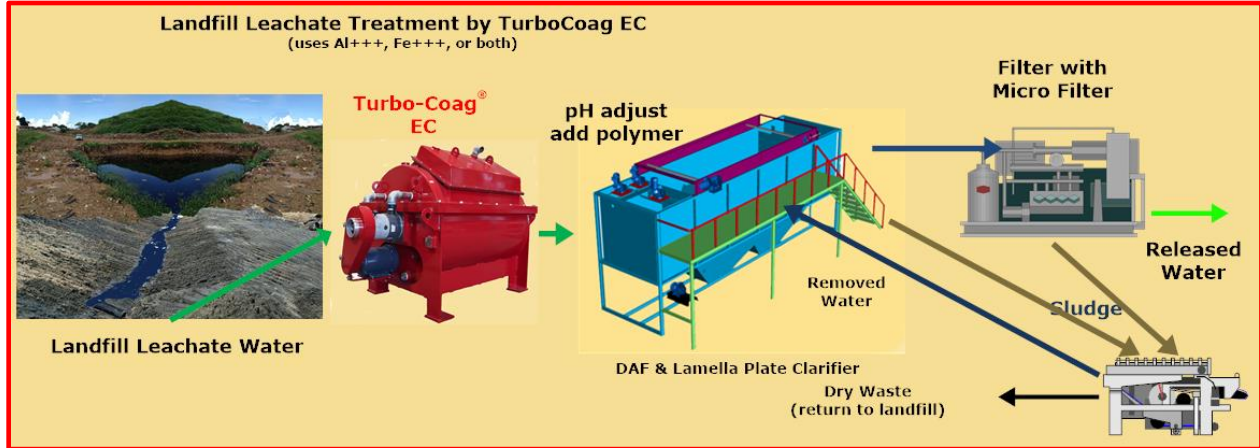 Landfill Leachate Treatment by TurboCoag EC
(uses Al+++, Fe+++, or both)
Turbo-Coag®
EC
pH adjust
add polymer
Filter with
Micro Filter
Landfill Leachate Water
Removed
Water
Released
Water
Sludge
DAF & Lamella Plate Clarifier
Dry Waste
(return to landfill)